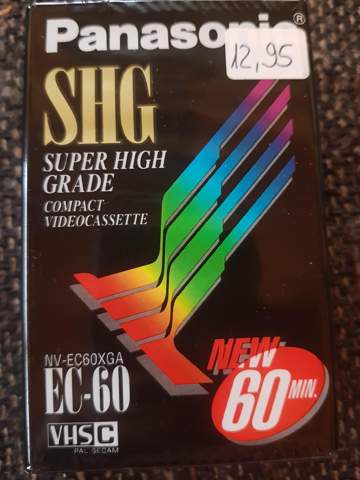 Panasonic®
12,95
SHG
SUPER HIGH
GRADE
COMPACT
VIDEOCASSETTE
NV-EC60XGA
EC-60
NEW
60 MIN.
VHS C
PAL SECAM